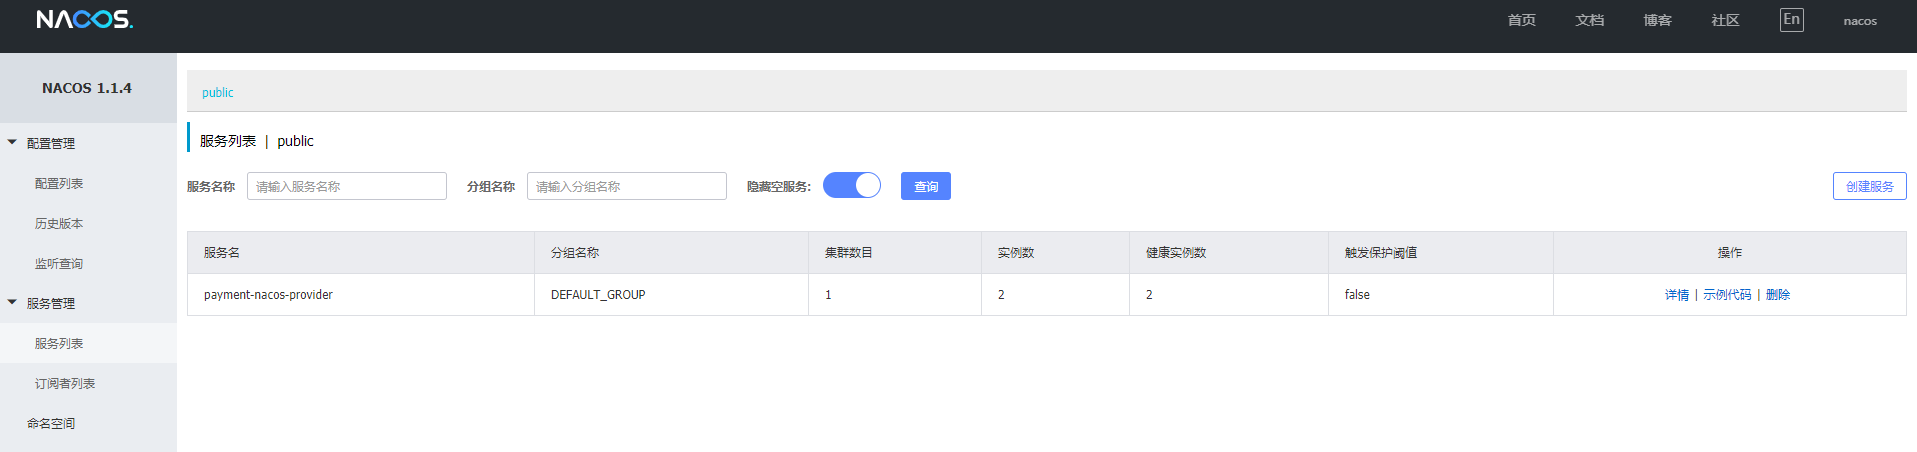 NACOS.
首页 文档 博客 社区 En nacos
NACOS 1.1.4
配置管理
配置列表
历史版本
监听查询
服务管理
服务列表
订阅者列表
命名空间
public
服务列表 | public
服务名称 请输入服务名称 分组名称 请输入分组名称 隐藏空服务: 查询 创建服务
服务名 分组名称 集群数目 实例数 健康实例数 触发保护阈值 操作
payment-nacos-provider DEFAULT_GROUP 1 2 2 false 详情 | 示例代码 | 删除